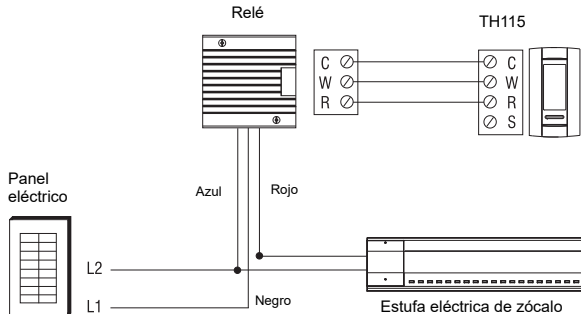 Relé
TH115
C
W
R
C
W
R
S
Azul
Rojo
Panel
eléctrico
L2
L1
Negro
Estufa eléctrica de zócalo